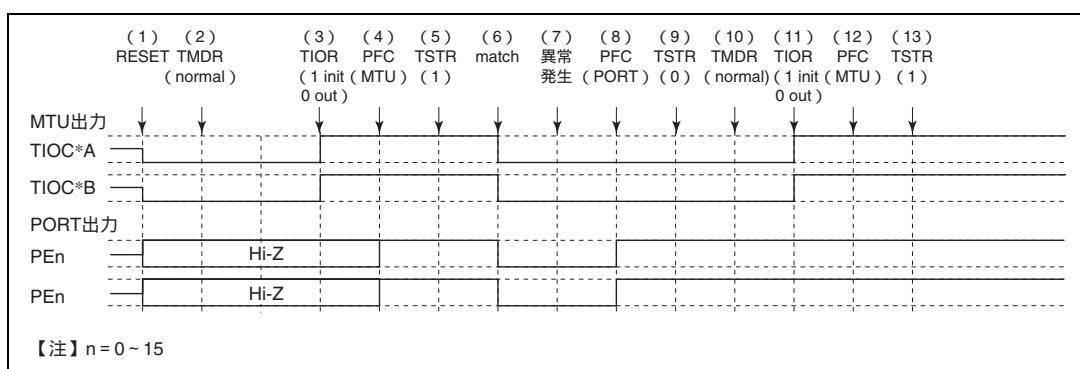 (1) (2) (3) (4) (5) (6) (7) (8) (9) (10) (11) (12) (13)
RESET TMDR TIOR PFC TSTR match 異常 PFC TSTR TMDR TIOR PFC TSTR
(normal) (1 init (MTU) (1) 発生 (PORT) (0) (normal) (1 init (MTU) (1)
0 out) 0 out)
MTU出力
TIOC*A
TIOC*B
PORT出力
PEn Hi-Z
PEn Hi-Z
【注】n = 0 ~ 15